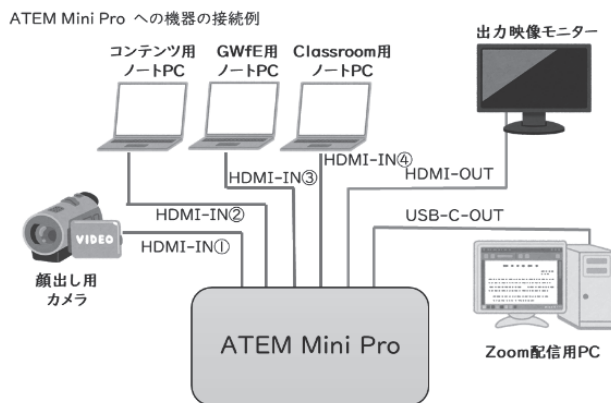 ATEM Mini Pro への機器の接続例
コンテンツ用
ノートPC
GWfE用
ノートPC
Classroom用
ノートPC
出力映像モニター
HDMI-IN④
HDMI-IN③
HDMI-OUT
HDMI-IN②
USB-C-OUT
HDMI-IN①
VIDEO
顔出し用
カメラ
ATEM Mini Pro
Zoom配信用PC